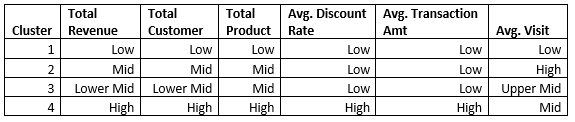 Cluster Total Revenue Total Customer Total Product Avg. Discount Rate Avg. Transaction Amt Avg. Visit
1 Low Low Low Low Low Low
2 Mid Mid Mid Low Low High
3 Lower Mid Lower Mid Mid Low Low Upper Mid
4 High High High High High Mid